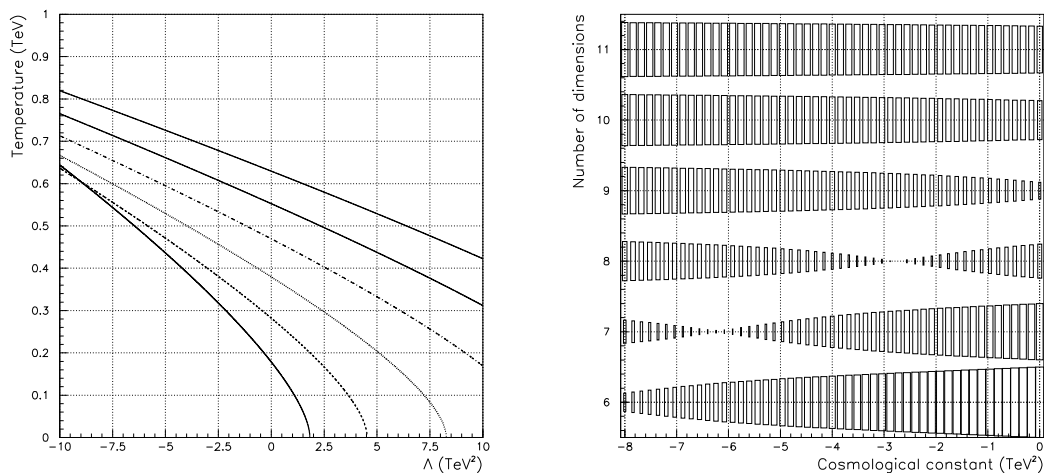 Temperature (TeV)
1
0.9
0.8
0.7
0.6
0.5
0.4
0.3
0.2
0.1
0
-10 -7.5 -5 -2.5 0 2.5 5 7.5 10
Λ (TeV²)
Number of dimensions
11
10
9
8
7
6
-8 -7 -6 -5 -4 -3 -2 -1 0
Cosmological constant (TeV²)